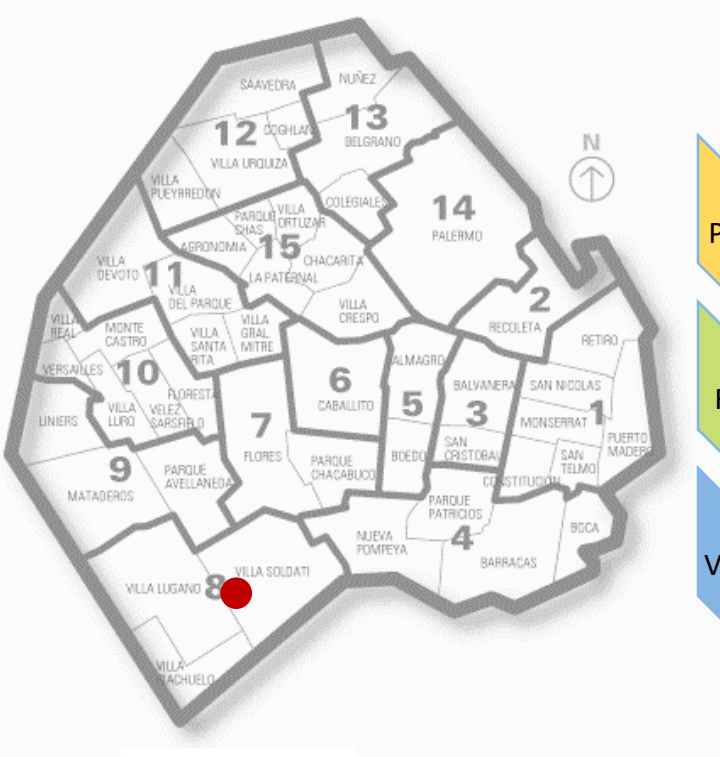 SAAVEDRA
NUÑEZ
12
COGHLAN
VILLA URQUIZA
13
BELGRANO
N
VILLA
PUEYRREDON
COLEGIALES
14
PALERMO
PARQUE
CHAS
VILLA
ORTUZAR
AGRONOMIA
15
CHACARITA
LA PATERNAL
VILLA
CRESPO
VILLA
DEVOTO
11
VILLA
DEL PARQUE
VILLA
SANTA
RITA
VILLA
GRAL
MITRE
2
RECOLETA
RETIRO
VILLA
REAL
MONTE
CASTRO
VERSAILLES
10
FLORESTA
VILLA
LURO
VELEZ
SARSFIELD
LINIERS
6
CABALLITO
ALMAGRO
5
BOEDO
BALVANERA
3
SAN
CRISTOBAL
SAN NICOLAS
MONSERRAT
1
PUERTO
MADERO
SAN
TELMO
CONSTITUCION
7
FLORES
PARQUE
CHACABUCO
9
MATADEROS
PARQUE
AVELLANEDA
PARQUE
PATRICIOS
4
NUEVA
POMPEYA
BARRACAS
BOCA
VILLA LUGANO
8
VILLA SOLDATI
VILLA
RIACHUELO
P
V